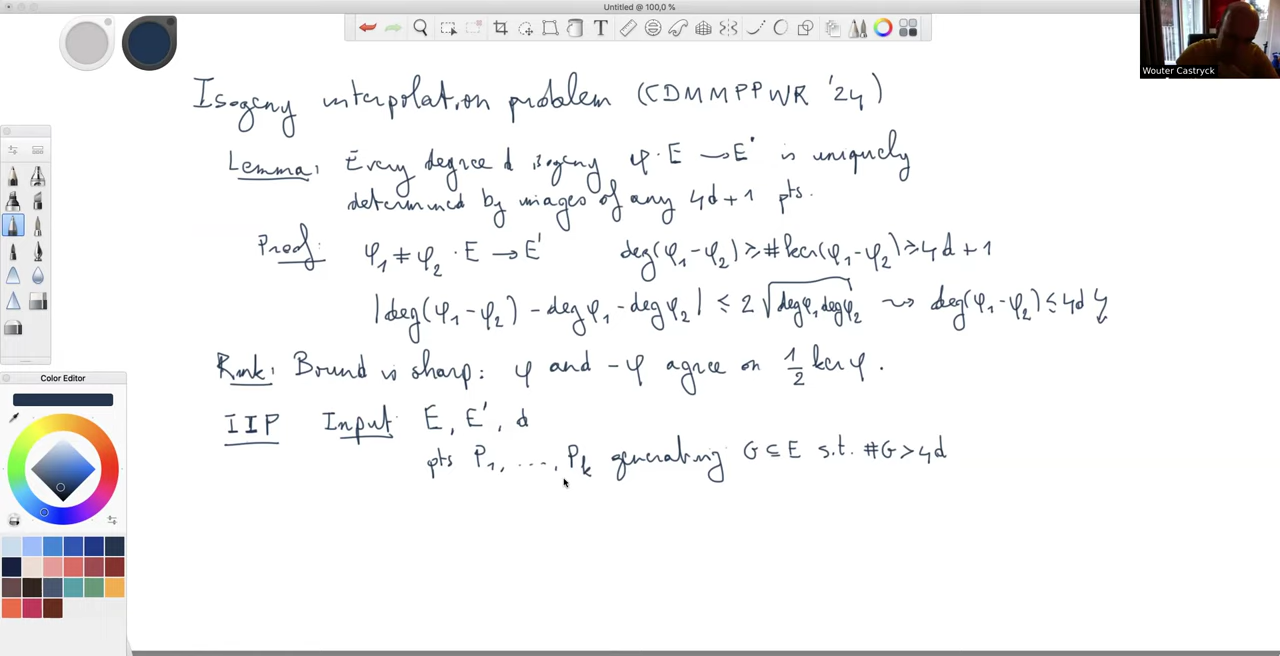 Untitled @ 100,0 %
Wouter Castryck
Isogeny interpolation problem (CDMMPPWR '24)
Lemma: Every degree d isogeny φ: E → E' is uniquely
determined by images of any 4d+1 pts.
Proof: φ₁ ≠ φ₂ : E → E' deg(φ₁-φ₂) ≥ #ker(φ₁-φ₂) ≥ 4d+1
|deg(φ₁-φ₂) - deg φ₁ - deg φ₂| ≤ 2 √(deg φ₁ deg φ₂) ⇝ deg(φ₁-φ₂) ≤ 4d ↯
Rmk: Bound is sharp: φ and -φ agree on ½ ker φ.
IIP Input: E, E', d
pts P₁, ..., Pₖ generating G ⊆ E s.t. #G > 4d
Color Editor